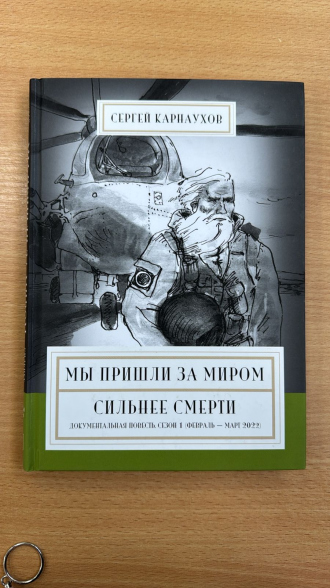 СЕРГЕЙ КАРНАУХОВ
МЫ ПРИШЛИ ЗА МИРОМ
СИЛЬНЕЕ СМЕРТИ
ДОКУМЕНТАЛЬНАЯ ПОВЕСТЬ. СЕЗОН 1 (ФЕВРАЛЬ — МАРТ 2022)